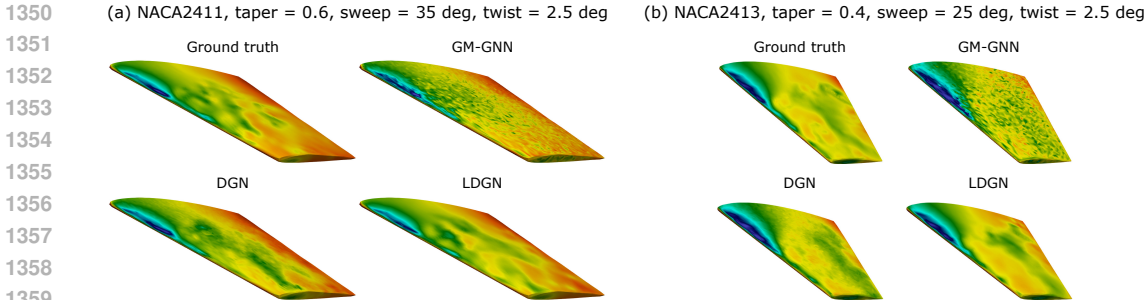 1350
(a) NACA2411, taper = 0.6, sweep = 35 deg, twist = 2.5 deg
(b) NACA2413, taper = 0.4, sweep = 25 deg, twist = 2.5 deg
1351
Ground truth
GM-GNN
Ground truth
GM-GNN
1352
1353
1354
1355
DGN
LDGN
DGN
LDGN
1356
1357
1358
1359